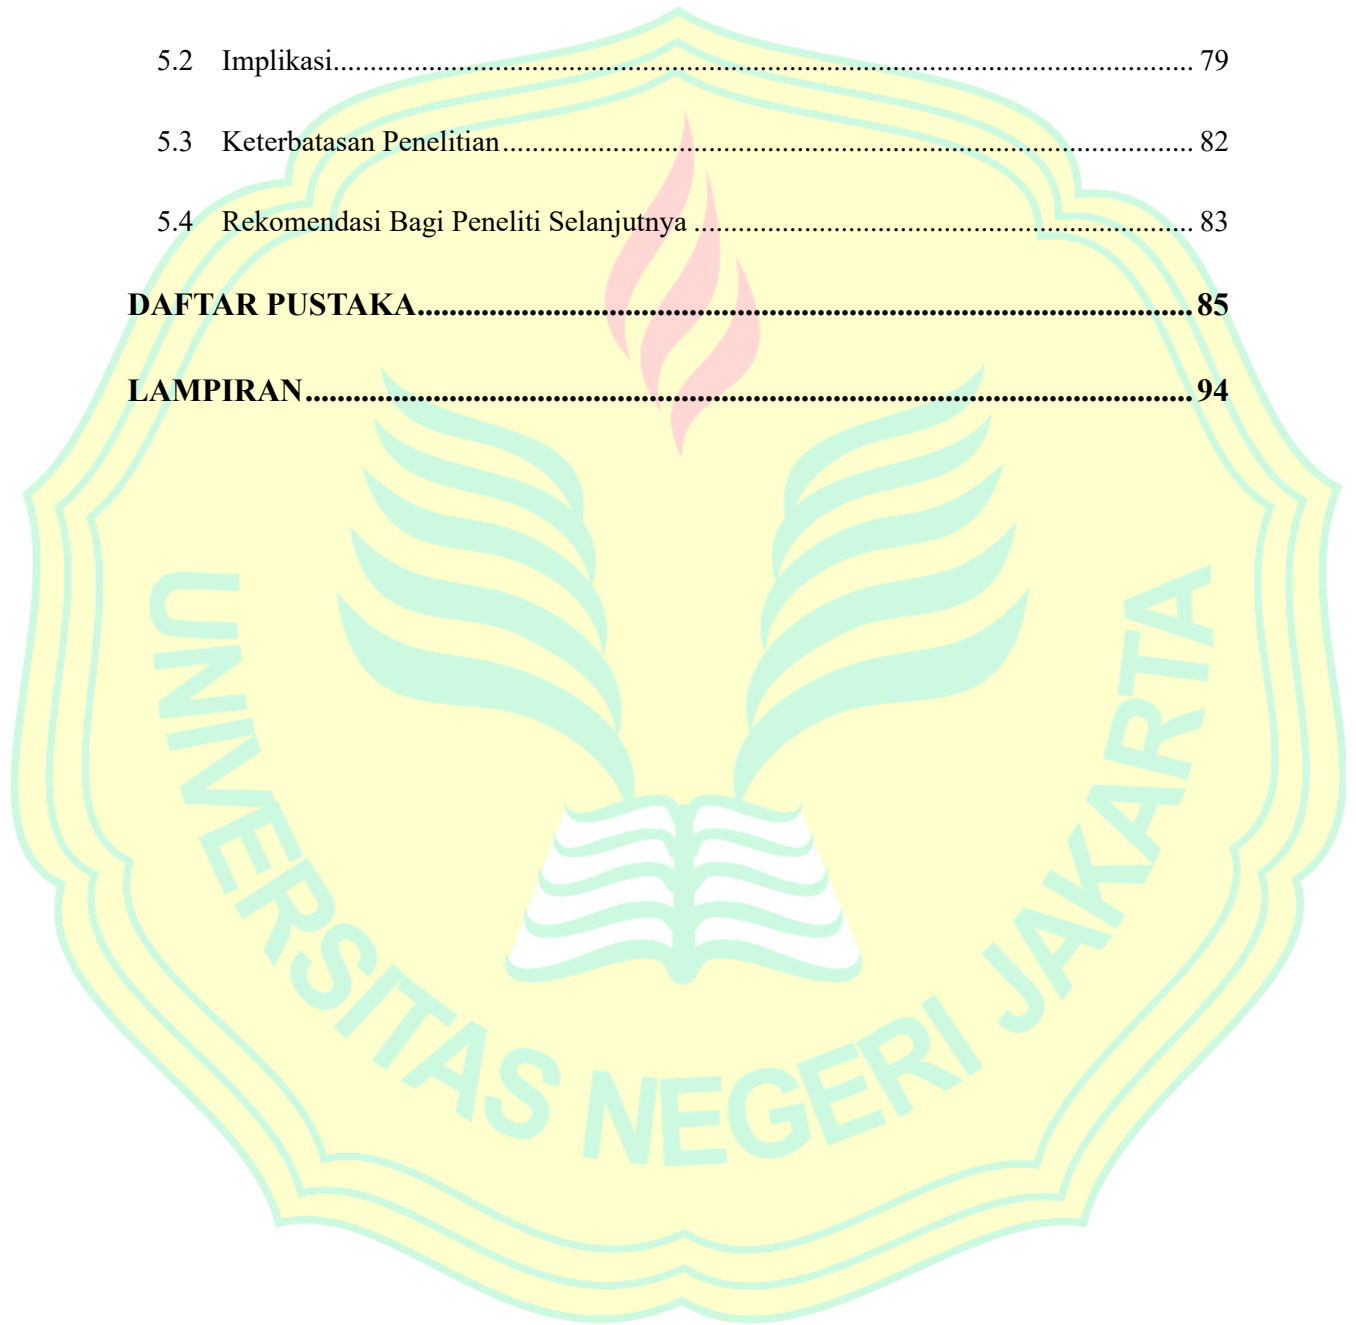 5.2 Implikasi........................................................................................................................ 79
5.3 Keterbatasan Penelitian................................................................................................ 82
5.4 Rekomendasi Bagi Peneliti Selanjutnya ...................................................................... 83
DAFTAR PUSTAKA.................................................................................................. 85
LAMPIRAN................................................................................................................ 94
UNIVERSITAS NEGERI JAKARTA